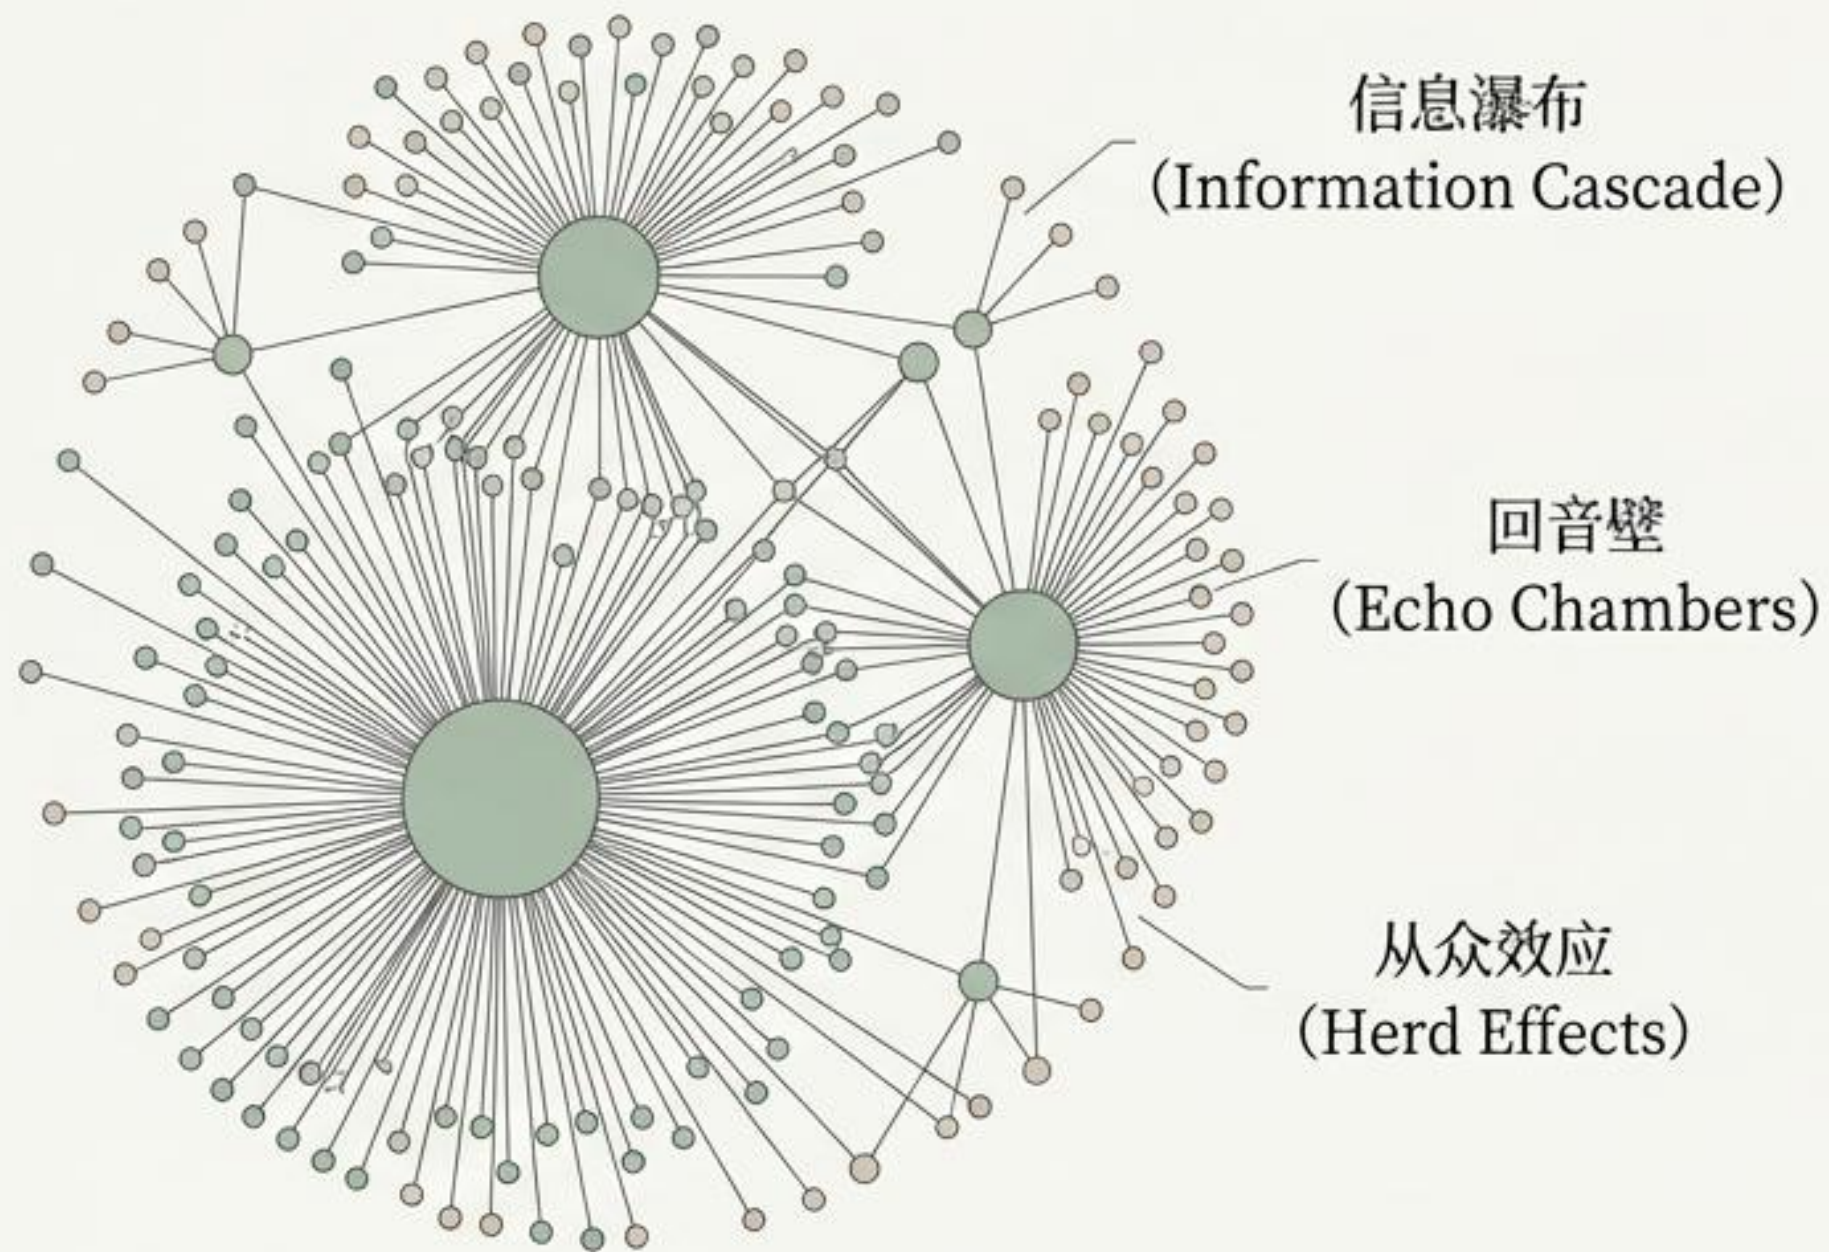 信息瀑布
(Information Cascade)
回音壁
(Echo Chambers)
从众效应
(Herd Effects)